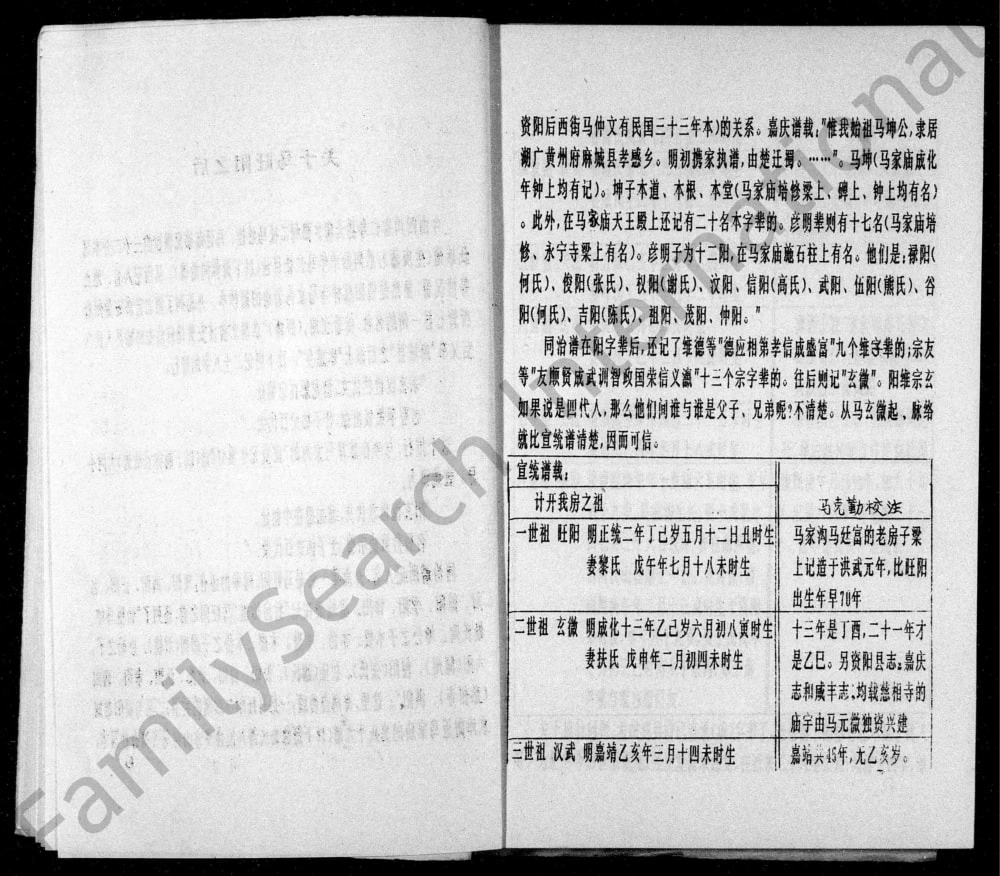 资阳后西街马仲文有民国三十三年本)的关系。嘉庆谱载:"惟我始祖马坤公,隶居
湖广黄州府麻城县孝感乡。明初携家执谱,由楚迁蜀。……"。马坤(马家庙成化
年钟上均有记)。坤子本道、本根、本堂(马家庙培修梁上、碑上、钟上均有名)
。此外,在马家庙天王殿上还记有二十名本字辈的。彦明辈则有十七名(马家庙培
修、永宁寺梁上有名)。彦明子为十二阳,在马家庙施石柱上有名。他们是:禄阳(
何氏)、俊阳(张氏)、权阳(谢氏)、汶阳、信阳(高氏)、武阳、伍阳(熊氏)、谷
阳(何氏)、吉阳(陈氏)、祖阳、茂阳、仲阳。"
同治谱在阳字辈后,还记了维德等"德应相第孝信成盛富"九个维字辈的;宗友
等"友顺贤成武训智政国荣信义瀛"十三个宗字辈的。往后则记"玄微"。阳维宗玄
如果说是四代人,那么他们间谁与谁是父子、兄弟呢?不清楚。从马玄微起、脉络
就比宣统谱清楚,因而可信。
宣统谱载:
计开我房之祖
马克勤校注
一世祖 旺阳 明正统二年丁己岁五月十二日丑时生
妻黎氏 戊午年七月十八未时生
马家沟马廷富的老房子梁
上记造于洪武元年,比旺阳
出生年早70年
二世祖 玄微 明成化十三年乙己岁六月初八寅时生
妻扶氏 戊申年二月初四未时生
十三年是丁酉,二十一年才
是乙巳。另资阳县志:嘉庆
志和咸丰志:均载慈相寺的
庙宇由马元微独资兴建
三世祖 汉武 明嘉靖乙亥年三月十四未时生
嘉靖共45年,无乙亥岁。
FamilySearch International